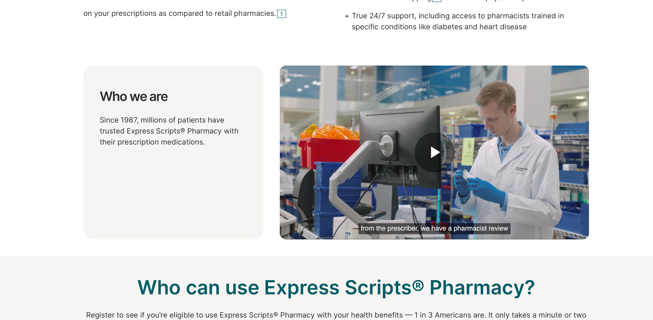 on your prescriptions as compared to retail pharmacies. 1
+ True 24/7 support, including access to pharmacists trained in
specific conditions like diabetes and heart disease
Who we are
Since 1987, millions of patients have
trusted Express Scripts® Pharmacy with
their prescription medications.
from the prescriber, we have a pharmacist review
Who can use Express Scripts® Pharmacy?
Register to see if you're eligible to use Express Scripts® Pharmacy with your health benefits — 1 in 3 Americans are. It only takes a minute or two